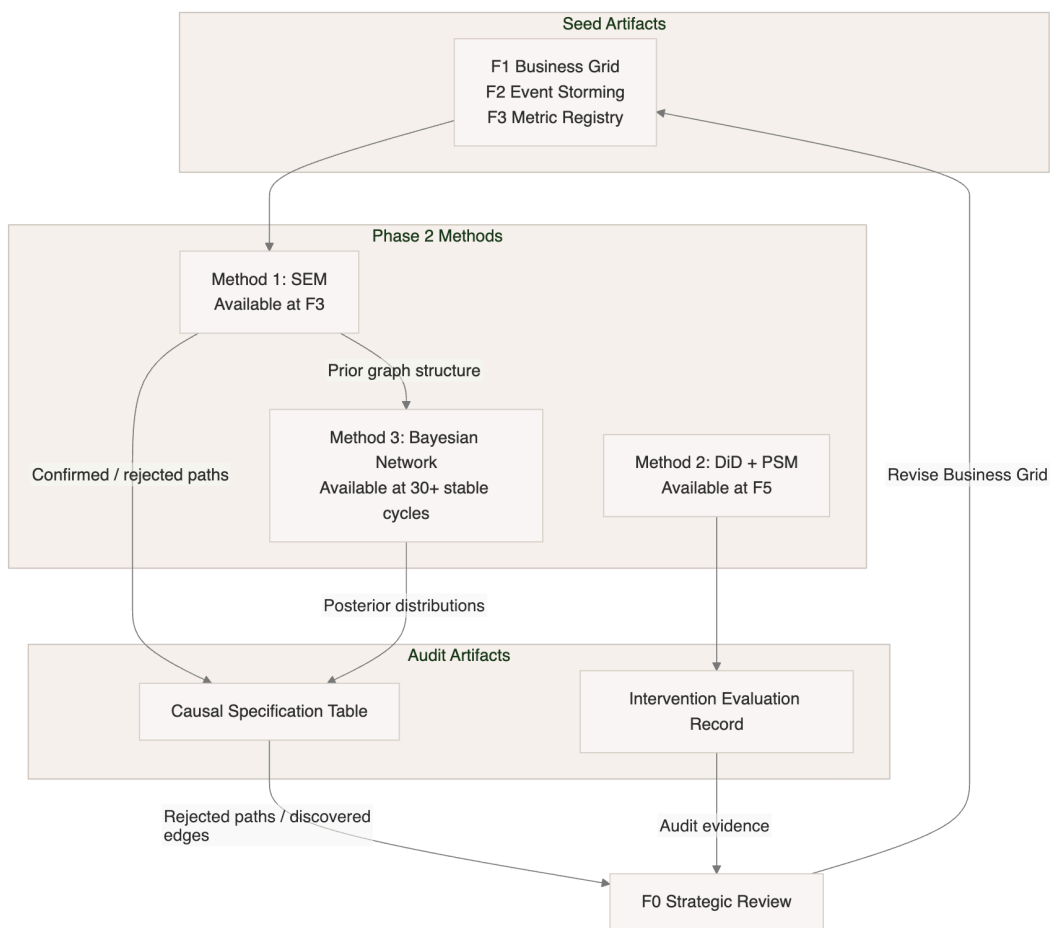 Seed Artifacts
F1 Business Grid
F2 Event Storming
F3 Metric Registry
Phase 2 Methods
Method 1: SEM
Available at F3
Prior graph structure
Method 3: Bayesian
Network
Available at 30+ stable
cycles
Method 2: DiD + PSM
Available at F5
Confirmed / rejected paths
Revise Business Grid
Posterior distributions
Audit Artifacts
Causal Specification Table
Intervention Evaluation
Record
Rejected paths / discovered
edges
Audit evidence
F0 Strategic Review